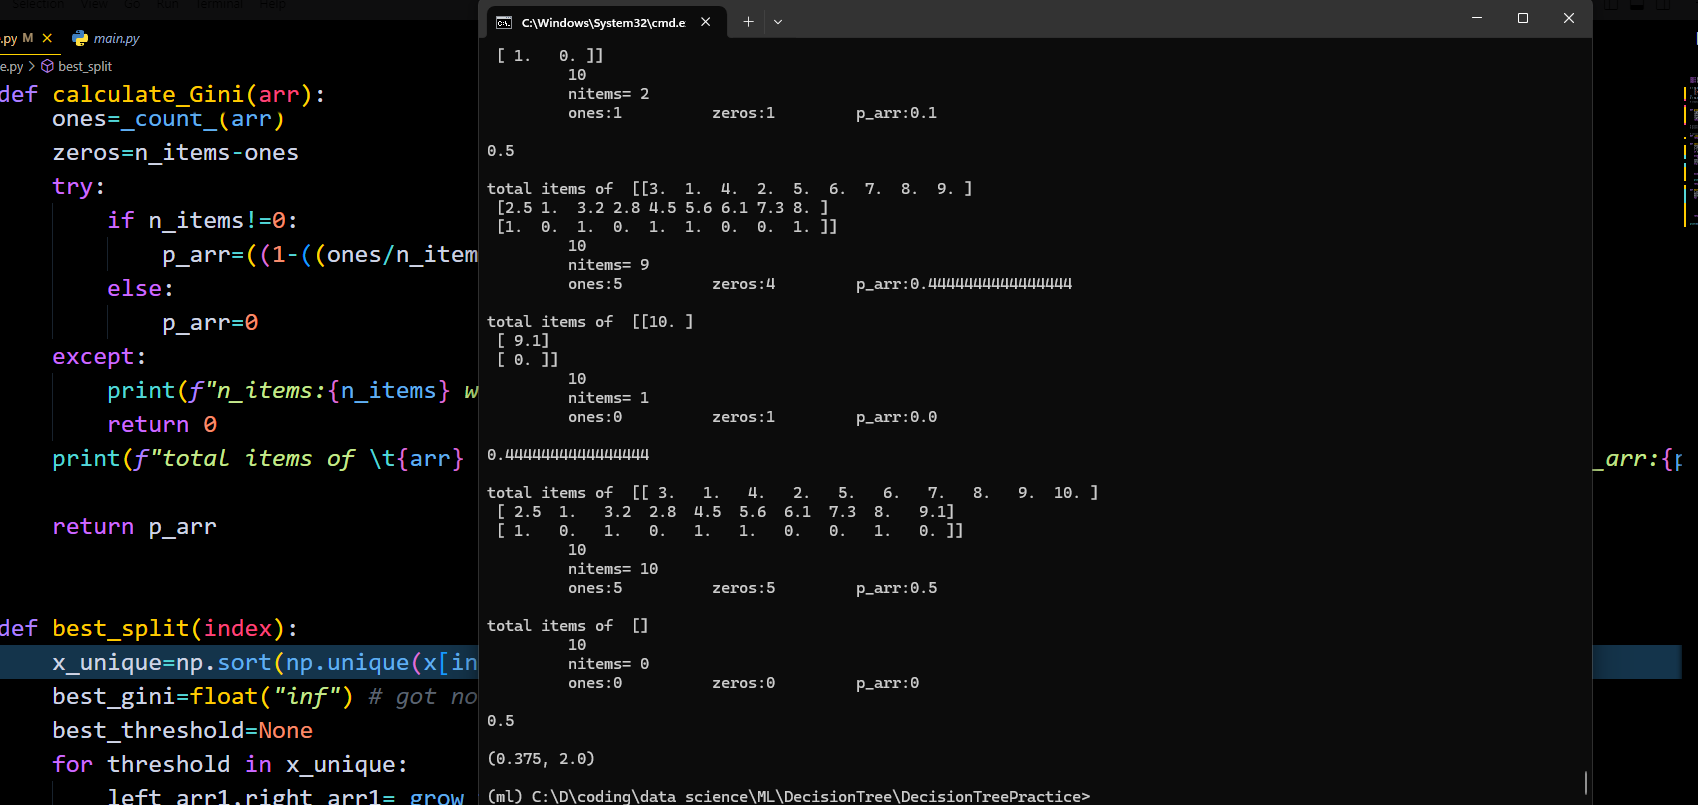 Selection View Go Run Terminal Help
.py M × main.py
e.py > best_split
def calculate_Gini(arr):
ones=_count_(arr)
zeros=n_items-ones
try:
if n_items!=0:
p_arr=((1-((ones/n_item
else:
p_arr=0
except:
print(f"n_items:{n_items} w
return 0
print(f"total items of \t{arr}
_arr:{p
return p_arr
def best_split(index):
x_unique=np.sort(np.unique(x[in
best_gini=float("inf") # got no
best_threshold=None
for threshold in x_unique:
left_arr1,right_arr1=_grow_
C:\Windows\System32\cmd.e
[ 1. 0. ]]
10
nitems= 2
ones:1 zeros:1 p_arr:0.1
0.5
total items of [[3. 1. 4. 2. 5. 6. 7. 8. 9. ]
[2.5 1. 3.2 2.8 4.5 5.6 6.1 7.3 8. ]
[1. 0. 1. 0. 1. 1. 0. 0. 1. ]]
10
nitems= 9
ones:5 zeros:4 p_arr:0.4444444444444444
total items of [[10. ]
[ 9.1]
[ 0. ]]
10
nitems= 1
ones:0 zeros:1 p_arr:0.0
0.4444444444444444
total items of [[ 3. 1. 4. 2. 5. 6. 7. 8. 9. 10. ]
[ 2.5 1. 3.2 2.8 4.5 5.6 6.1 7.3 8. 9.1]
[ 1. 0. 1. 0. 1. 1. 0. 0. 1. 0. ]]
10
nitems= 10
ones:5 zeros:5 p_arr:0.5
total items of []
10
nitems= 0
ones:0 zeros:0 p_arr:0
0.5
(0.375, 2.0)
(ml) C:\D\coding\data science\ML\DecisionTree\DecisionTreePractice>